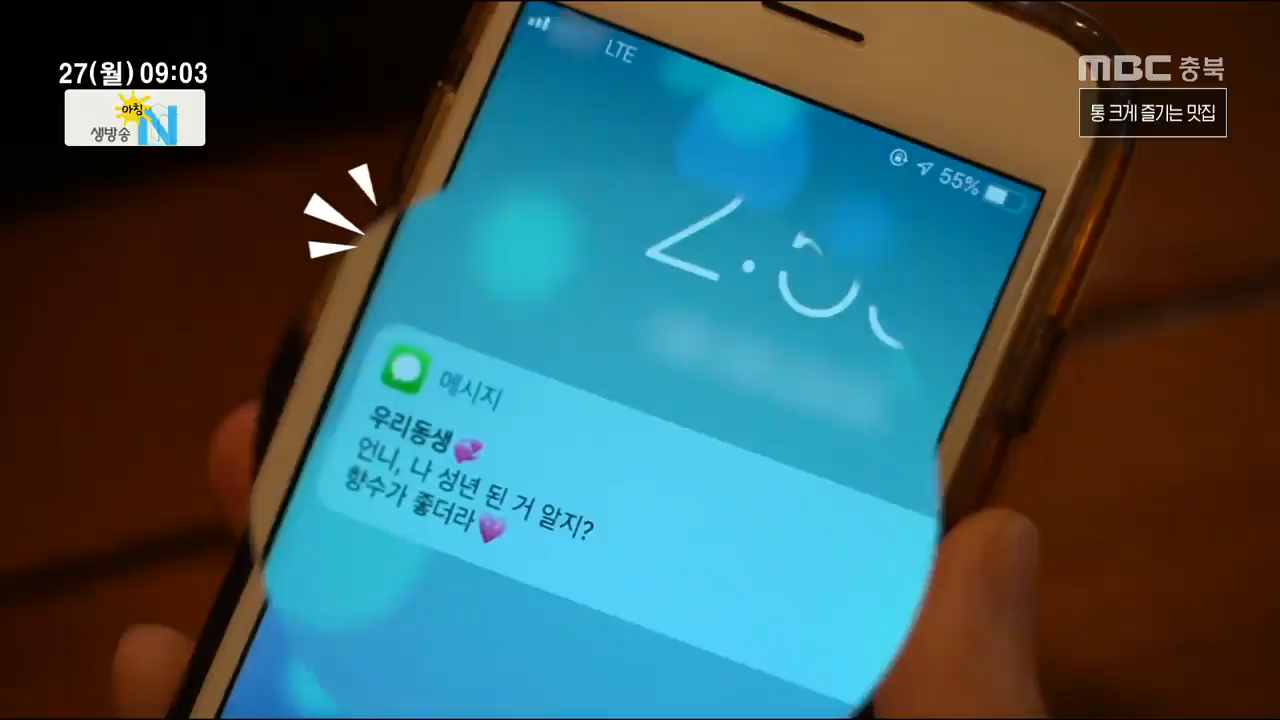 27(월) 09:03
아침
생방송 N
MBC 충북
통 크게 즐기는 맛집
LTE
55%
메시지
우리동생💞
언니, 나 성년 된 거 알지?
향수가 좋더라💗